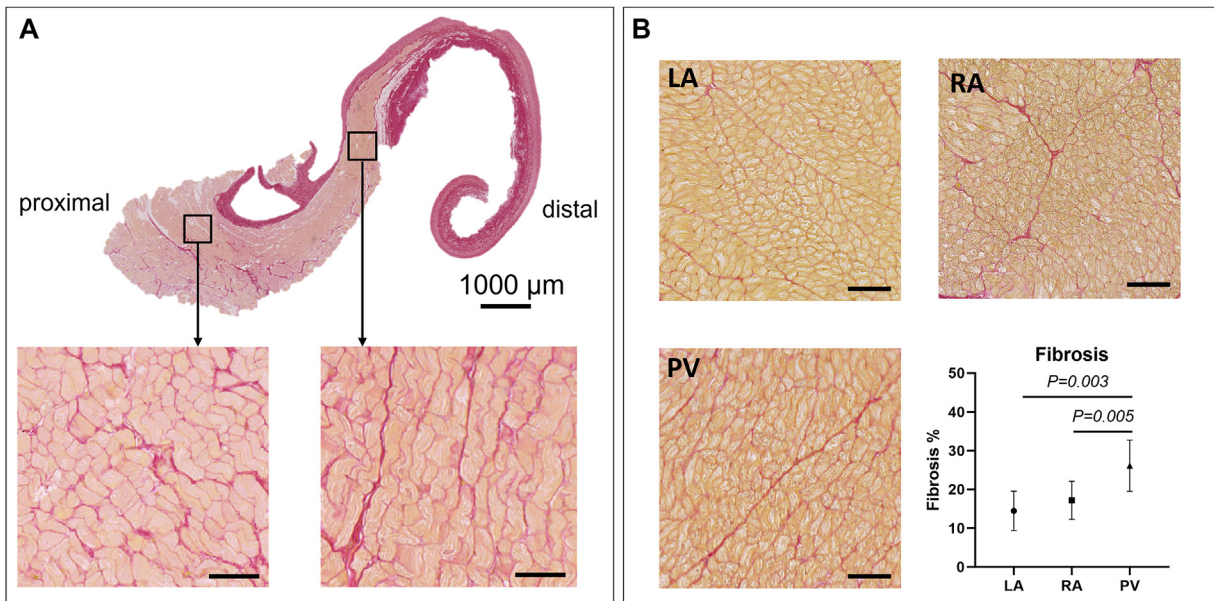 A
proximal
distal
1000 µm
B
LA
RA
PV
Fibrosis
P=0.003
P=0.005
Fibrosis %
50
40
30
20
10
0
LA
RA
PV